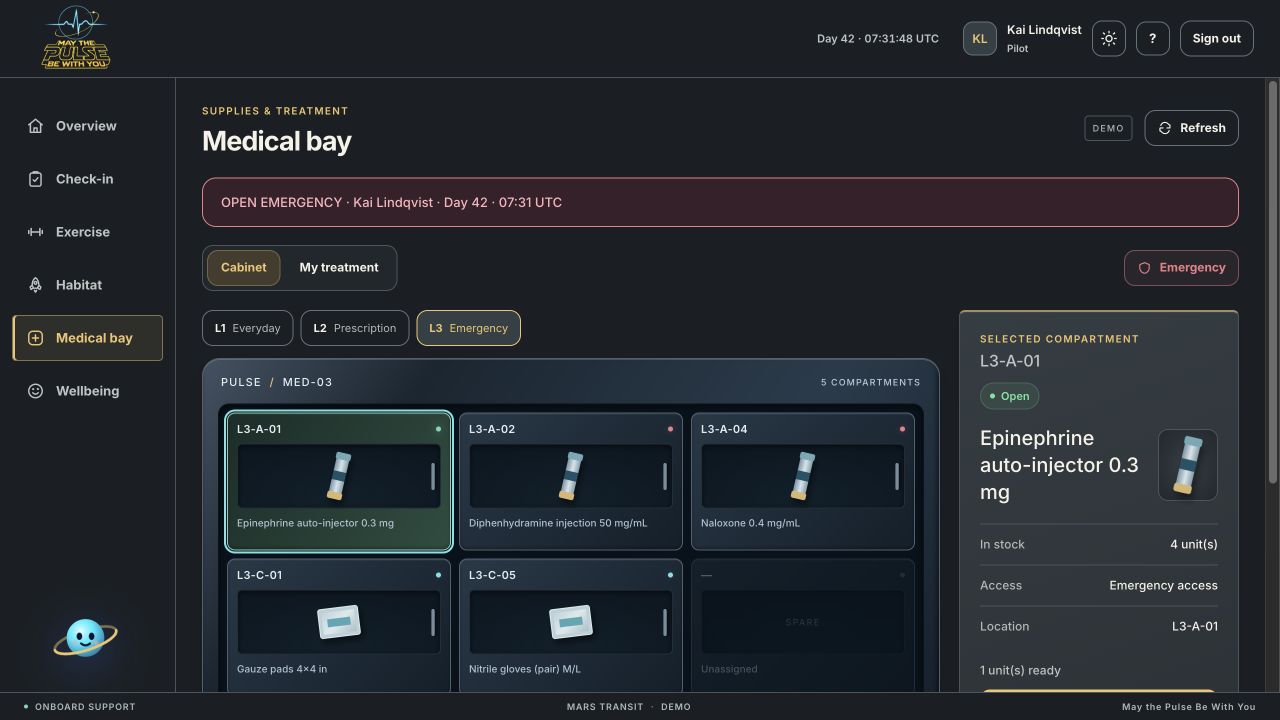 MAY THE
PULSE
BE WITH YOU
Day 42 · 07:31:48 UTC
KL
Kai Lindqvist
Pilot
?
Sign out
Overview
Check-in
Exercise
Habitat
Medical bay
Wellbeing
SUPPLIES & TREATMENT
Medical bay
DEMO
Refresh
OPEN EMERGENCY · Kai Lindqvist · Day 42 · 07:31 UTC
Cabinet
My treatment
Emergency
L1 Everyday
L2 Prescription
L3 Emergency
PULSE / MED-03
5 COMPARTMENTS
L3-A-01
Epinephrine auto-injector 0.3 mg
L3-A-02
Diphenhydramine injection 50 mg/mL
L3-A-04
Naloxone 0.4 mg/mL
L3-C-01
Gauze pads 4×4 in
L3-C-05
Nitrile gloves (pair) M/L
—
SPARE
Unassigned
SELECTED COMPARTMENT
L3-A-01
Open
Epinephrine
auto-injector 0.3
mg
In stock 4 unit(s)
Access Emergency access
Location L3-A-01
1 unit(s) ready
ONBOARD SUPPORT
MARS TRANSIT · DEMO
May the Pulse Be With You